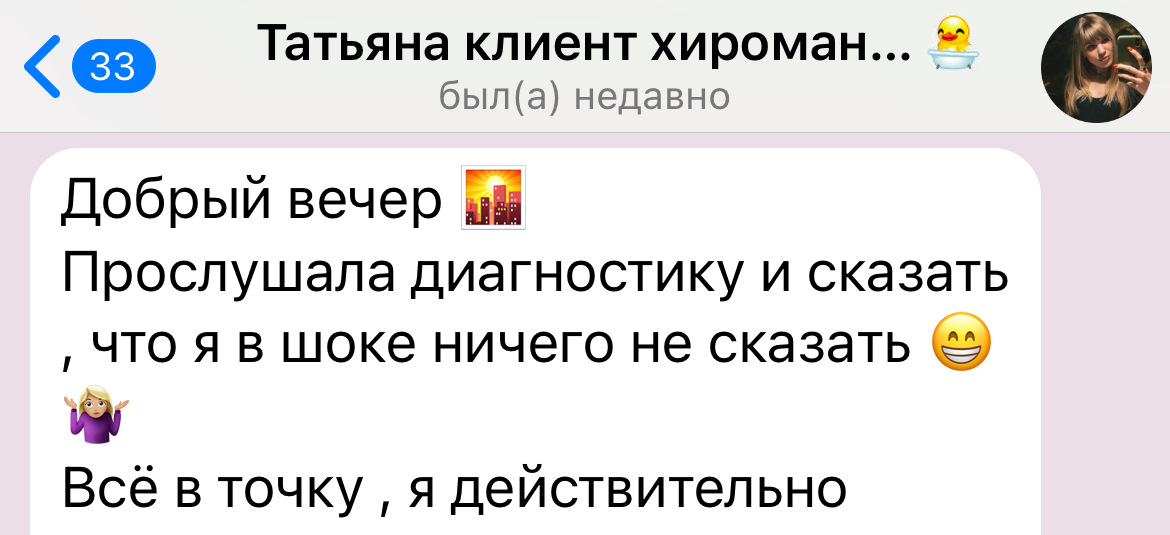 33
Татьяна клиент хироман... 🛀
был(а) недавно
Добрый вечер 🌇
Прослушала диагностику и сказать
, что я в шоке ничего не сказать 😁
🤷🏼‍♀️
Всё в точку , я действительно